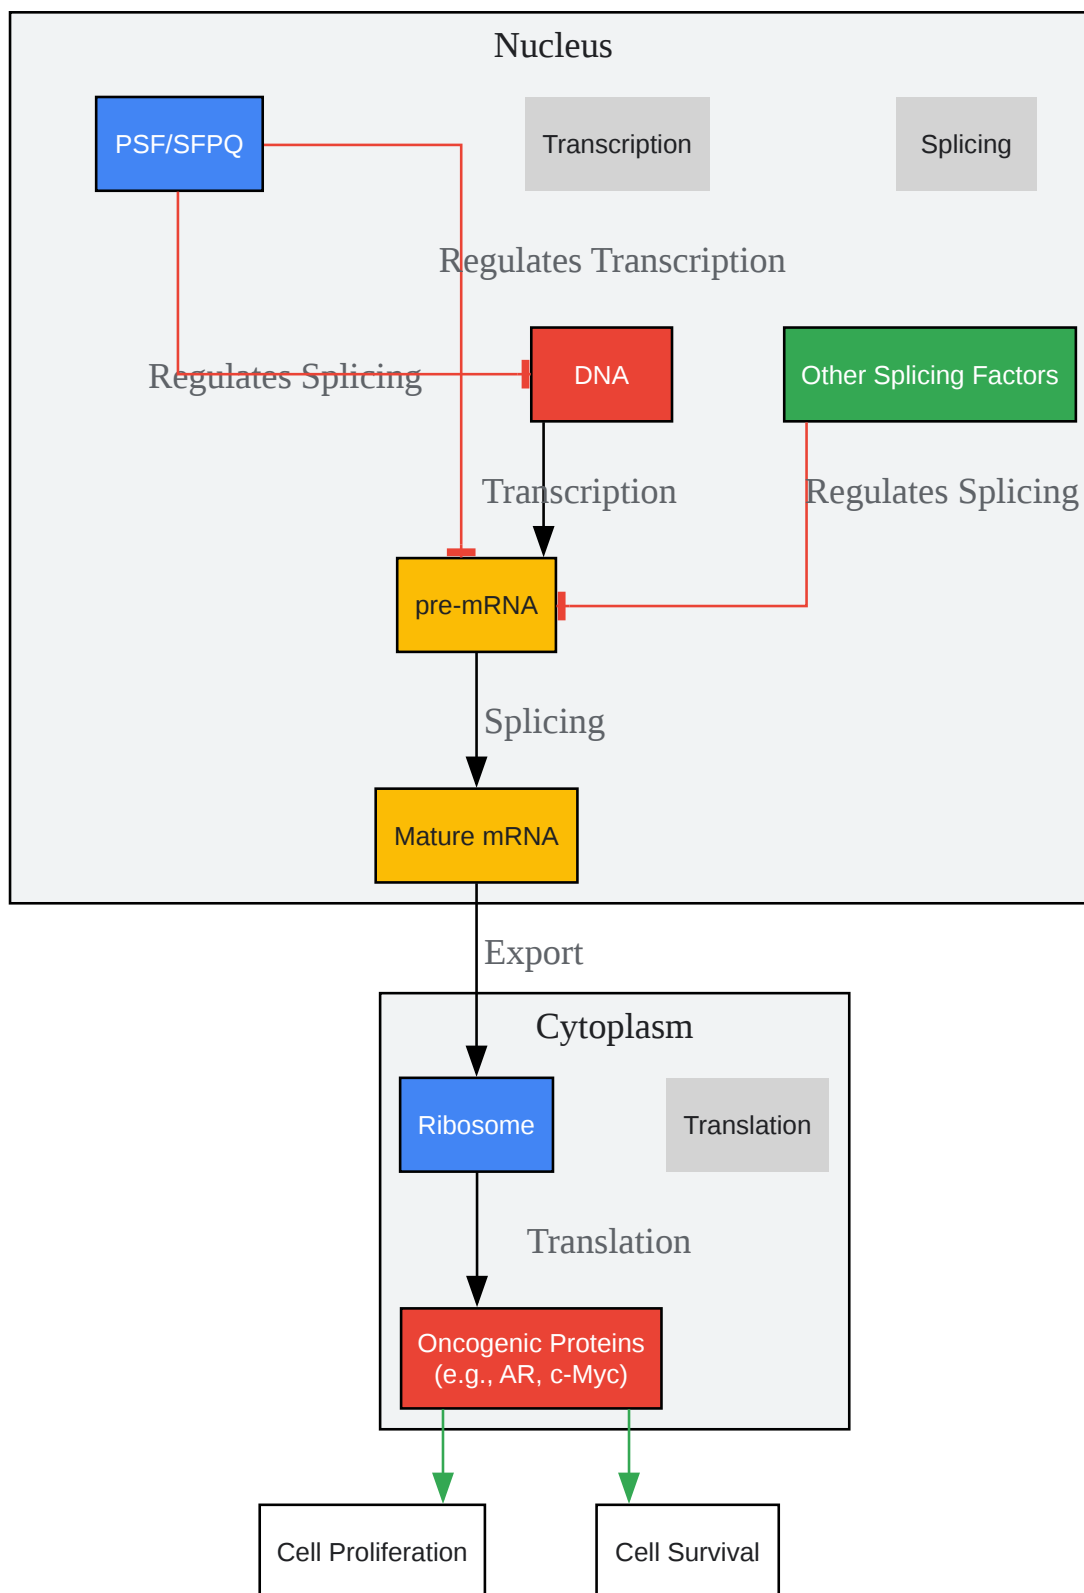 Nucleus
PSF/SFPQ
Transcription
Splicing
Regulates Transcription
Regulates Splicing
DNA
Other Splicing Factors
Transcription
Regulates Splicing
pre-mRNA
Splicing
Mature mRNA
Export
Cytoplasm
Ribosome
Translation
Translation
Oncogenic Proteins
(e.g., AR, c-Myc)
Cell Proliferation
Cell Survival